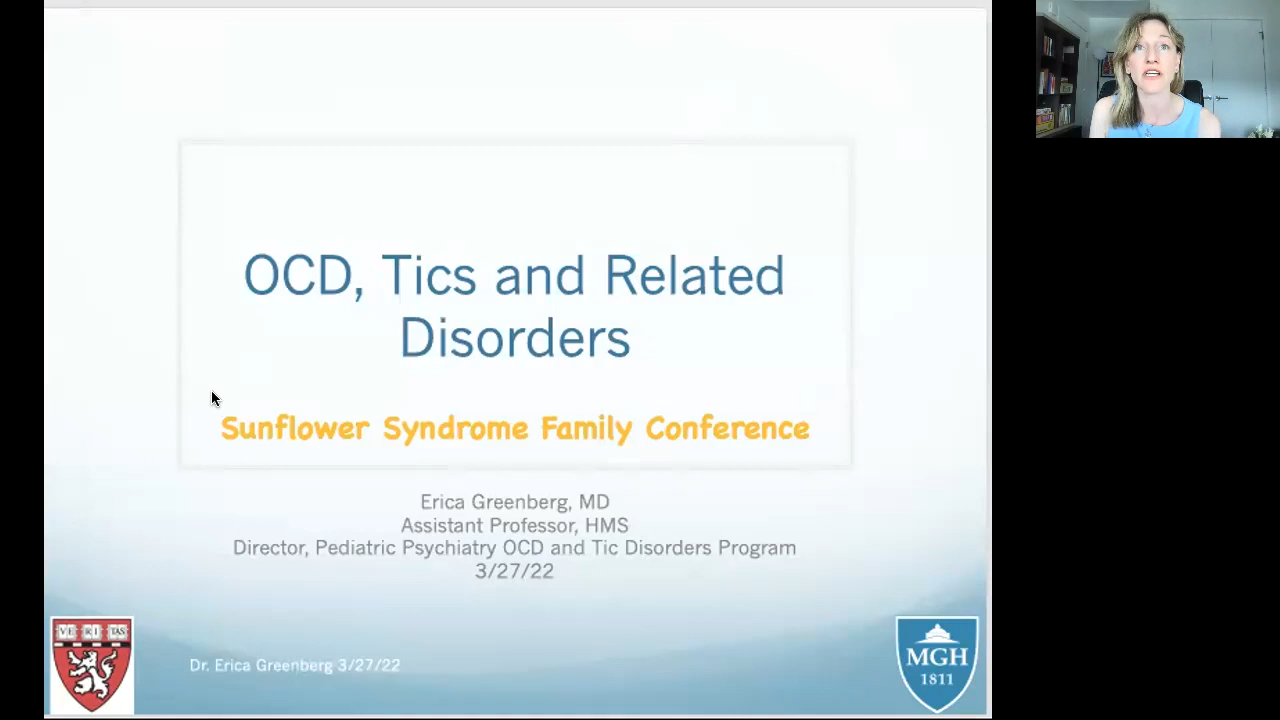 OCD, Tics and Related
Disorders
Sunflower Syndrome Family Conference
Erica Greenberg, MD
Assistant Professor, HMS
Director, Pediatric Psychiatry OCD and Tic Disorders Program
3/27/22
VE RI TAS
Dr. Erica Greenberg 3/27/22
MGH
1811